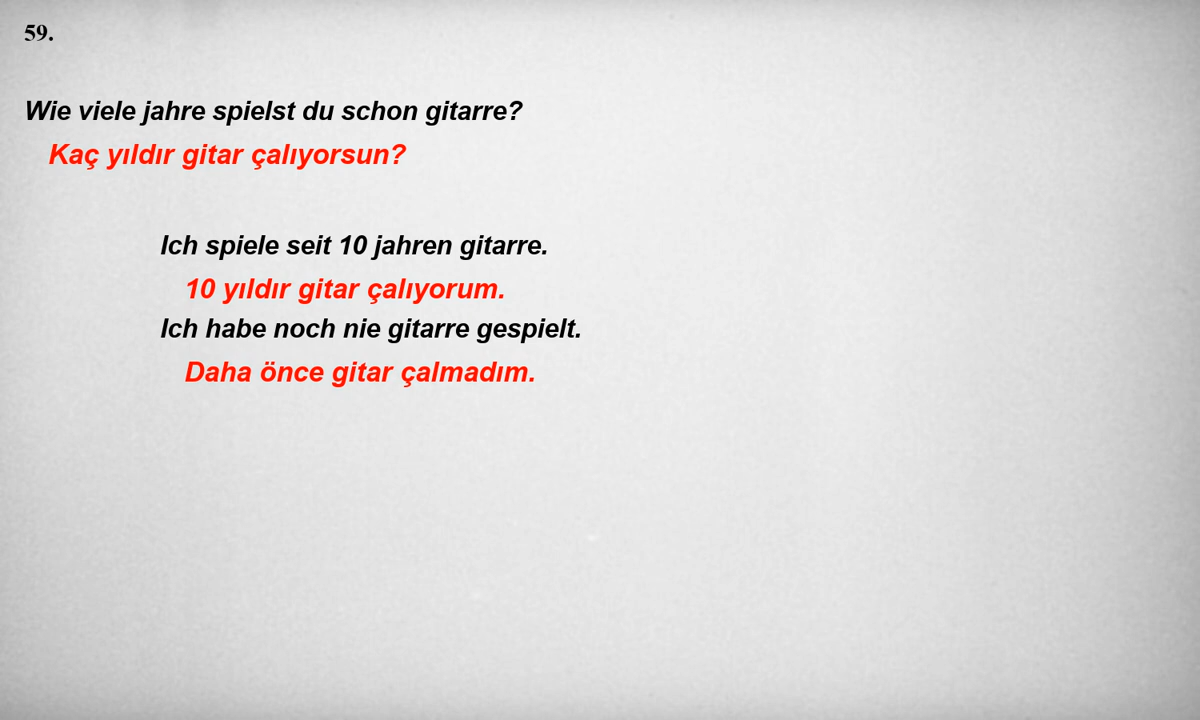 59.
Wie viele jahre spielst du schon gitarre?
Kaç yıldır gitar çalıyorsun?
Ich spiele seit 10 jahren gitarre.
10 yıldır gitar çalıyorum.
Ich habe noch nie gitarre gespielt.
Daha önce gitar çalmadım.